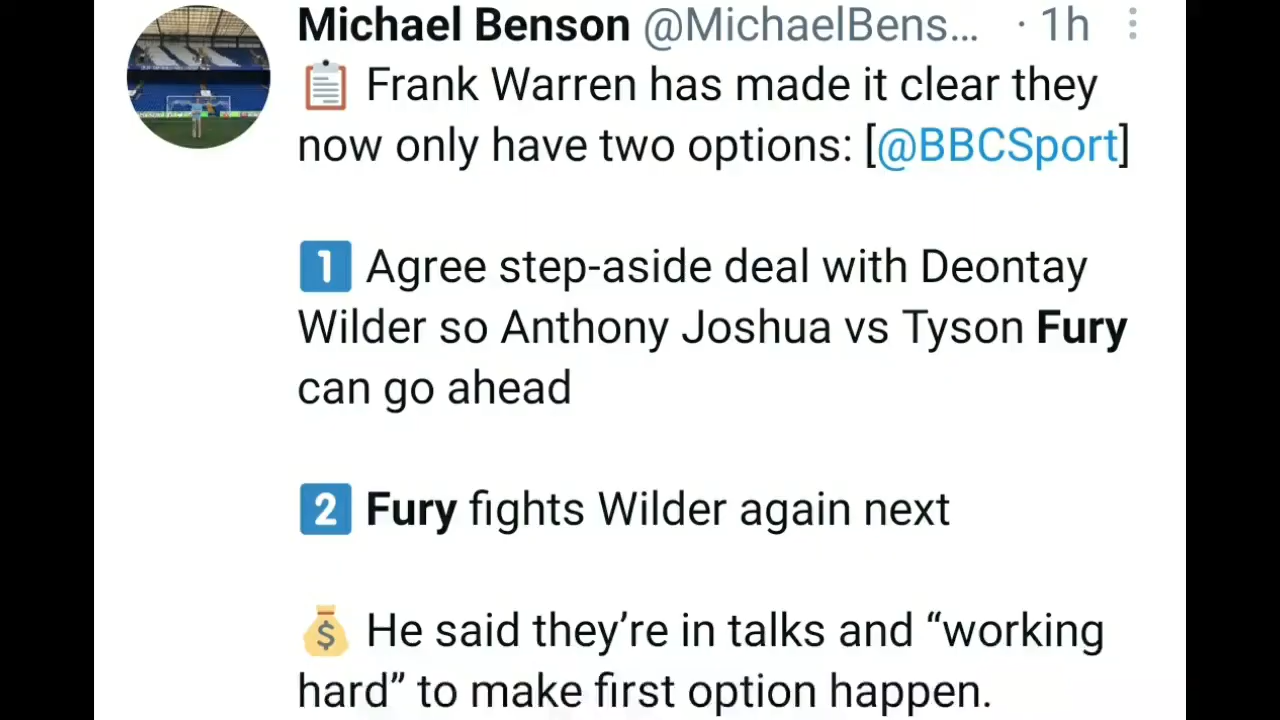 Michael Benson @MichaelBens... · 1h
📋 Frank Warren has made it clear they
now only have two options: [@BBCSport]
1️⃣ Agree step-aside deal with Deontay
Wilder so Anthony Joshua vs Tyson Fury
can go ahead
2️⃣ Fury fights Wilder again next
💰 He said they’re in talks and “working
hard” to make first option happen.